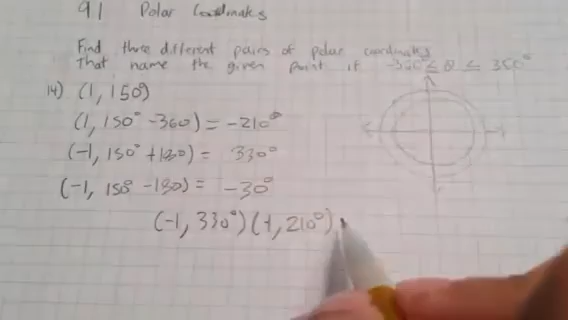 9.1 Polar Coordinates
Find three different pairs of polar coordinates
that name the given point if -360° ≤ θ ≤ 360°
14) (1, 150°)
(1, 150° -360) = -210°
(-1, 150° +180) = 330°
(-1, 150° -180) = -30°
(-1, 330°) (1, 210°)